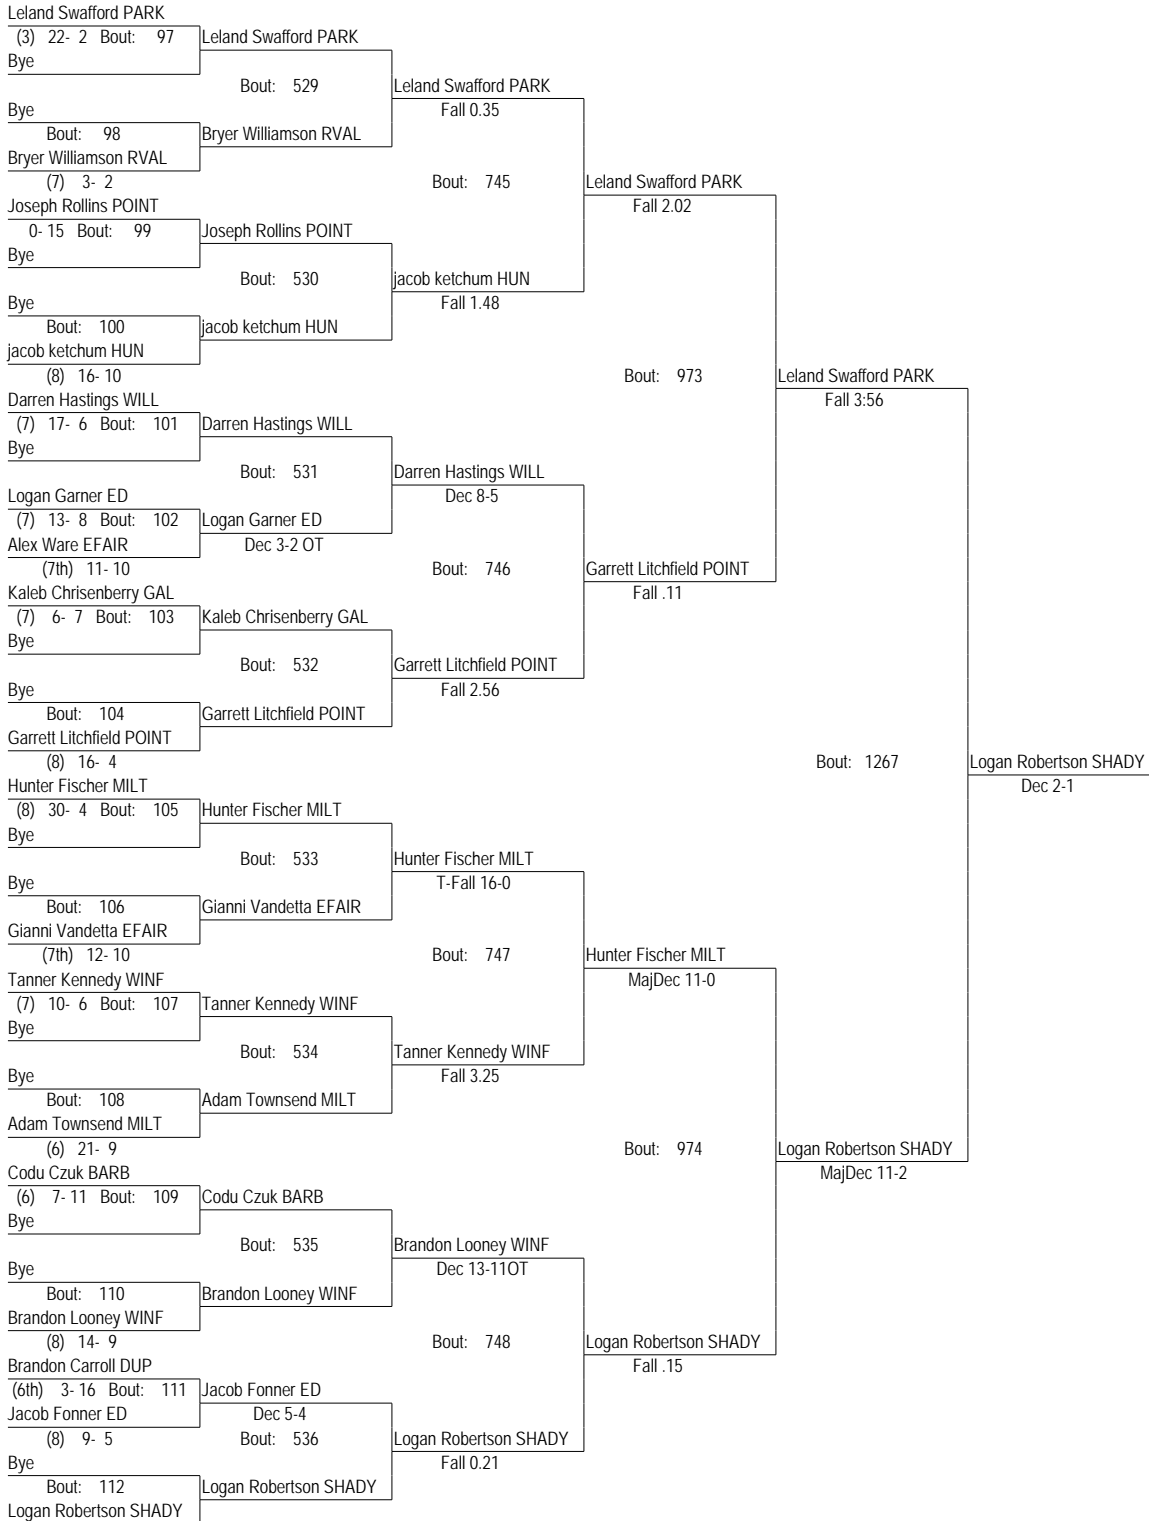 Leland Swafford PARK
(3) 22- 2 Bout: 97 Leland Swafford PARK
Bye
Bout: 529 Leland Swafford PARK
Bye Fall 0.35
Bout: 98 Bryer Williamson RVAL
Bryer Williamson RVAL
(7) 3- 2 Bout: 745 Leland Swafford PARK
Joseph Rollins POINT Fall 2.02
0- 15 Bout: 99 Joseph Rollins POINT
Bye
Bout: 530 jacob ketchum HUN
Bye Fall 1.48
Bout: 100 jacob ketchum HUN
jacob ketchum HUN
(8) 16- 10 Bout: 973 Leland Swafford PARK
Darren Hastings WILL Fall 3:56
(7) 17- 6 Bout: 101 Darren Hastings WILL
Bye
Bout: 531 Darren Hastings WILL
Logan Garner ED Dec 8-5
(7) 13- 8 Bout: 102 Logan Garner ED
Alex Ware EFAIR Dec 3-2 OT
(7th) 11- 10 Bout: 746 Garrett Litchfield POINT
Kaleb Chrisenberry GAL Fall .11
(7) 6- 7 Bout: 103 Kaleb Chrisenberry GAL
Bye
Bout: 532 Garrett Litchfield POINT
Bye Fall 2.56
Bout: 104 Garrett Litchfield POINT
Garrett Litchfield POINT
(8) 16- 4 Bout: 1267 Logan Robertson SHADY
Hunter Fischer MILT Dec 2-1
(8) 30- 4 Bout: 105 Hunter Fischer MILT
Bye
Bout: 533 Hunter Fischer MILT
Bye T-Fall 16-0
Bout: 106 Gianni Vandetta EFAIR
Gianni Vandetta EFAIR
(7th) 12- 10 Bout: 747 Hunter Fischer MILT
Tanner Kennedy WINF MajDec 11-0
(7) 10- 6 Bout: 107 Tanner Kennedy WINF
Bye
Bout: 534 Tanner Kennedy WINF
Bye Fall 3.25
Bout: 108 Adam Townsend MILT
Adam Townsend MILT
(6) 21- 9 Bout: 974 Logan Robertson SHADY
Codu Czuk BARB MajDec 11-2
(6) 7- 11 Bout: 109 Codu Czuk BARB
Bye
Bout: 535 Brandon Looney WINF
Bye Dec 13-11OT
Bout: 110 Brandon Looney WINF
Brandon Looney WINF
(8) 14- 9 Bout: 748 Logan Robertson SHADY
Brandon Carroll DUP Fall .15
(6th) 3- 16 Bout: 111 Jacob Fonner ED
Jacob Fonner ED Dec 5-4
(8) 9- 5 Bout: 536 Logan Robertson SHADY
Bye Fall 0.21
Bout: 112 Logan Robertson SHADY
Logan Robertson SHADY